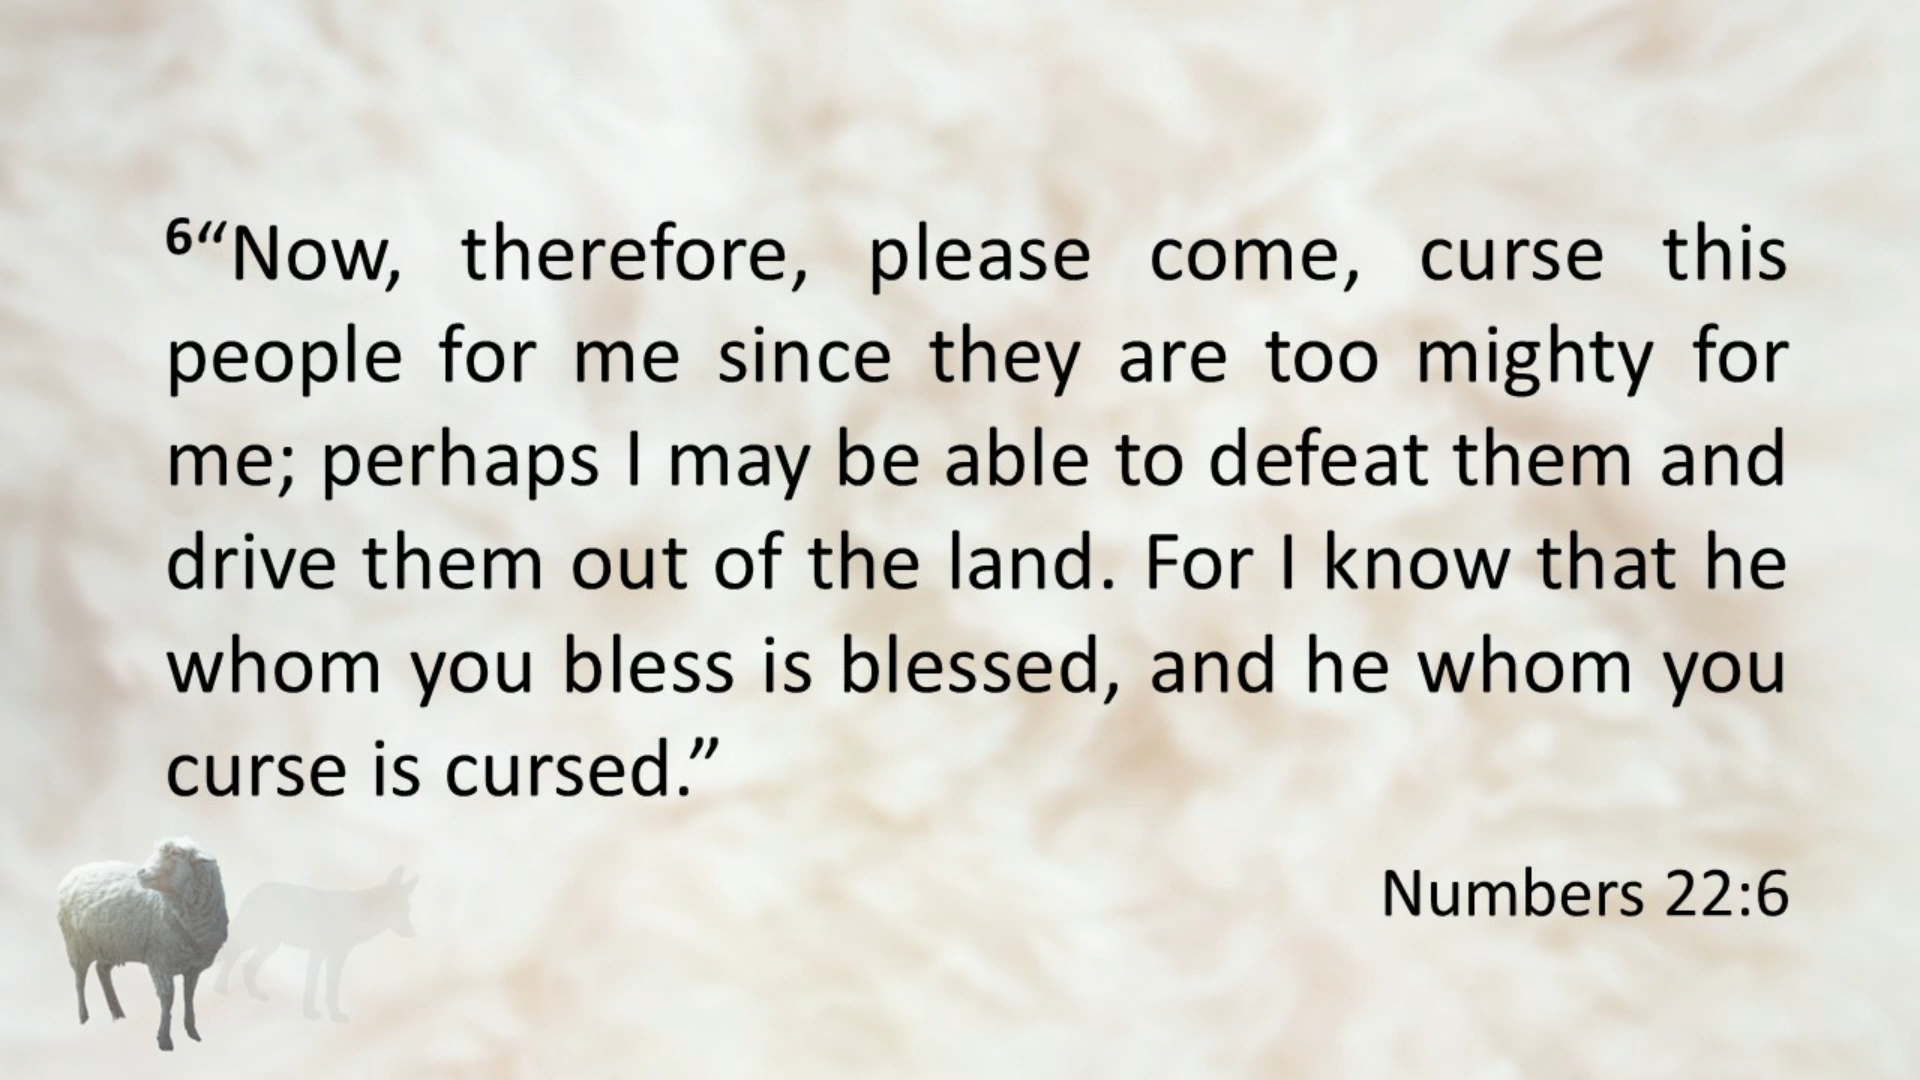 6“Now, therefore, please come, curse this
people for me since they are too mighty for
me; perhaps I may be able to defeat them and
drive them out of the land. For I know that he
whom you bless is blessed, and he whom you
curse is cursed.”
Numbers 22:6